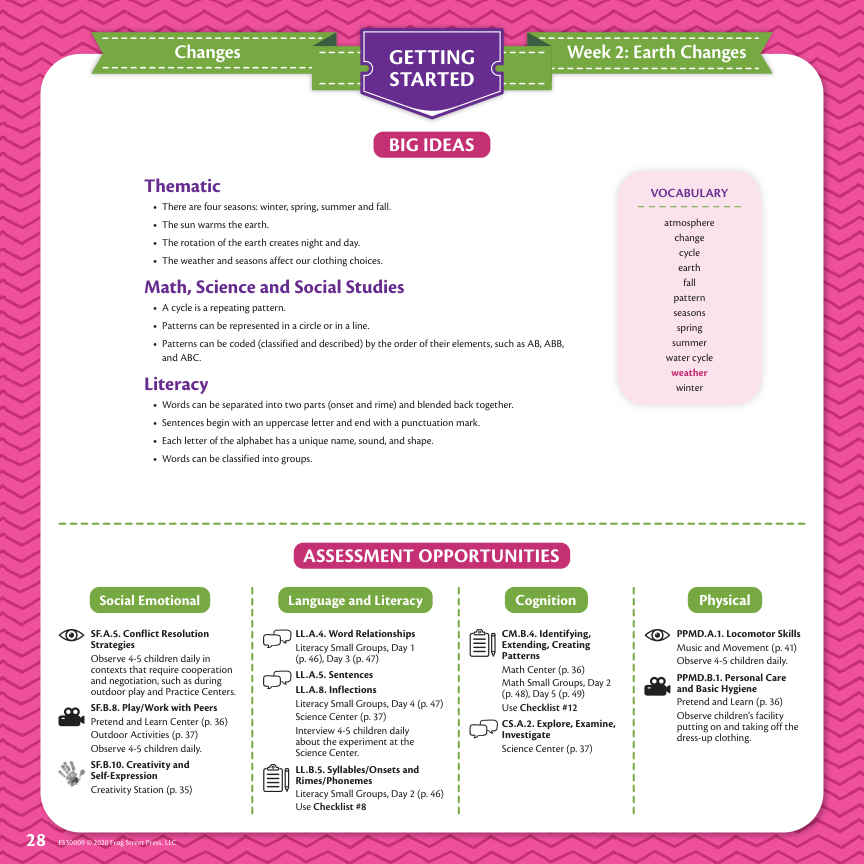 Changes
GETTING
STARTED
Week 2: Earth Changes
BIG IDEAS
Thematic
• There are four seasons: winter, spring, summer and fall.
• The sun warms the earth.
• The rotation of the earth creates night and day.
• The weather and seasons affect our clothing choices.
Math, Science and Social Studies
• A cycle is a repeating pattern.
• Patterns can be represented in a circle or in a line.
• Patterns can be coded (classified and described) by the order of their elements, such as AB, ABB,
and ABC.
Literacy
• Words can be separated into two parts (onset and rime) and blended back together.
• Sentences begin with an uppercase letter and end with a punctuation mark.
• Each letter of the alphabet has a unique name, sound, and shape.
• Words can be classified into groups.
VOCABULARY
atmosphere
change
cycle
earth
fall
pattern
seasons
spring
summer
water cycle
weather
winter
ASSESSMENT OPPORTUNITIES
Social Emotional
SF.A.5. Conflict Resolution
Strategies
Observe 4-5 children daily in
contexts that require cooperation
and negotiation, such as during
outdoor play and Practice Centers.
SF.B.8. Play/Work with Peers
Pretend and Learn Center (p. 36)
Outdoor Activities (p. 37)
Observe 4-5 children daily.
SF.B.10. Creativity and
Self-Expression
Creativity Station (p. 35)
Language and Literacy
LL.A.4. Word Relationships
Literacy Small Groups, Day 1
(p. 46), Day 3 (p. 47)
LL.A.5. Sentences
LL.A.8. Inflections
Literacy Small Groups, Day 4 (p. 47)
Science Center (p. 37)
Interview 4-5 children daily
about the experiment at the
Science Center.
LL.B.5. Syllables/Onsets and
Rimes/Phonemes
Literacy Small Groups, Day 2 (p. 46)
Use Checklist #8
Cognition
CM.B.4. Identifying,
Extending, Creating
Patterns
Math Center (p. 36)
Math Small Groups, Day 2
(p. 48), Day 5 (p. 49)
Use Checklist #12
CS.A.2. Explore, Examine,
Investigate
Science Center (p. 37)
Physical
PPMD.A.1. Locomotor Skills
Music and Movement (p. 41)
Observe 4-5 children daily.
PPMD.B.1. Personal Care
and Basic Hygiene
Pretend and Learn (p. 36)
Observe children's facility
putting on and taking off the
dress-up clothing.
28 FS30009 © 2020 Frog Street Press, LLC